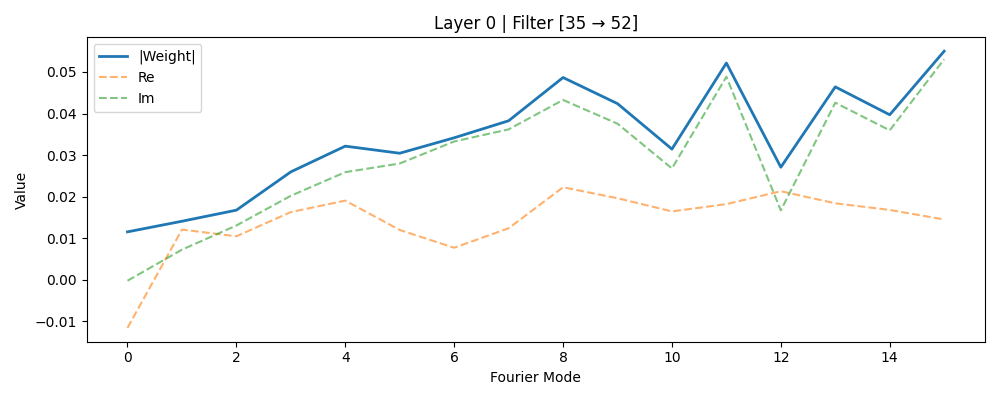 Layer 0 | Filter [35 → 52]
|Weight|
Re
Im
Value
0.05
0.04
0.03
0.02
0.01
0.00
−0.01
0 2 4 6 8 10 12 14
Fourier Mode